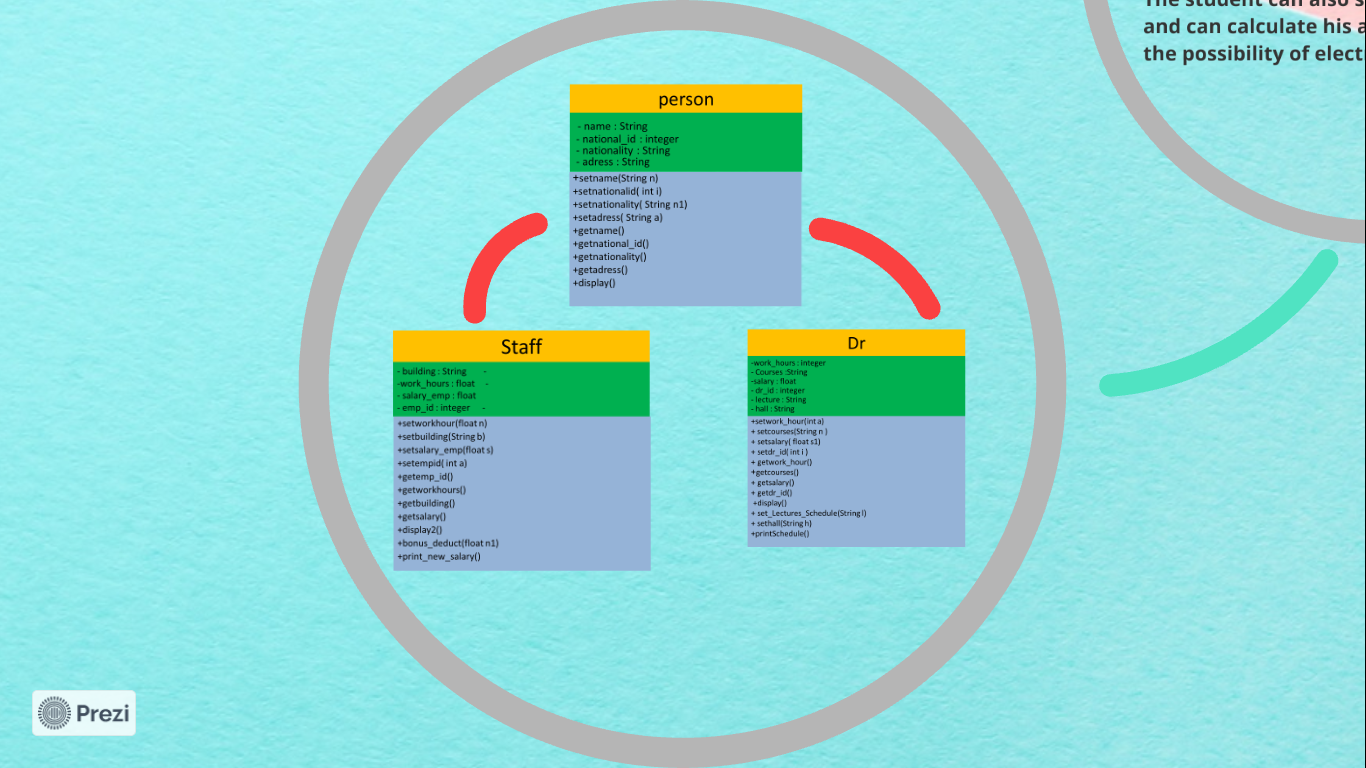 The student can also s
and can calculate his a
the possibility of elect
person
- name : String
- national_id : integer
- nationality : String
- adress : String
+setname(String n)
+setnationalid( int i)
+setnationality( String n1)
+setadress( String a)
+getname()
+getnational_id()
+getnationality()
+getadress()
+display()
Staff
- building : String -
-work_hours : float -
- salary_emp : float
- emp_id : integer -
+setworkhour(float n)
+setbuilding(String b)
+setsalary_emp(float s)
+setempid( int a)
+getemp_id()
+getworkhours()
+getbuilding()
+getsalary()
+display2()
+bonus_deduct(float n1)
+print_new_salary()
Dr
-work_hours : integer
- Courses :String
-salary : float
- dr_id : integer
- lecture : String
- hall : String
+setwork_hour(int a)
+ setcourses(String n )
+ setsalary( float s1)
+ setdr_id( int i )
+ getwork_hour()
+getcourses()
+ getsalary()
+ getdr_id()
+display()
+ set_Lectures_Schedule(String l)
+ sethall(String h)
+printSchedule()
Prezi